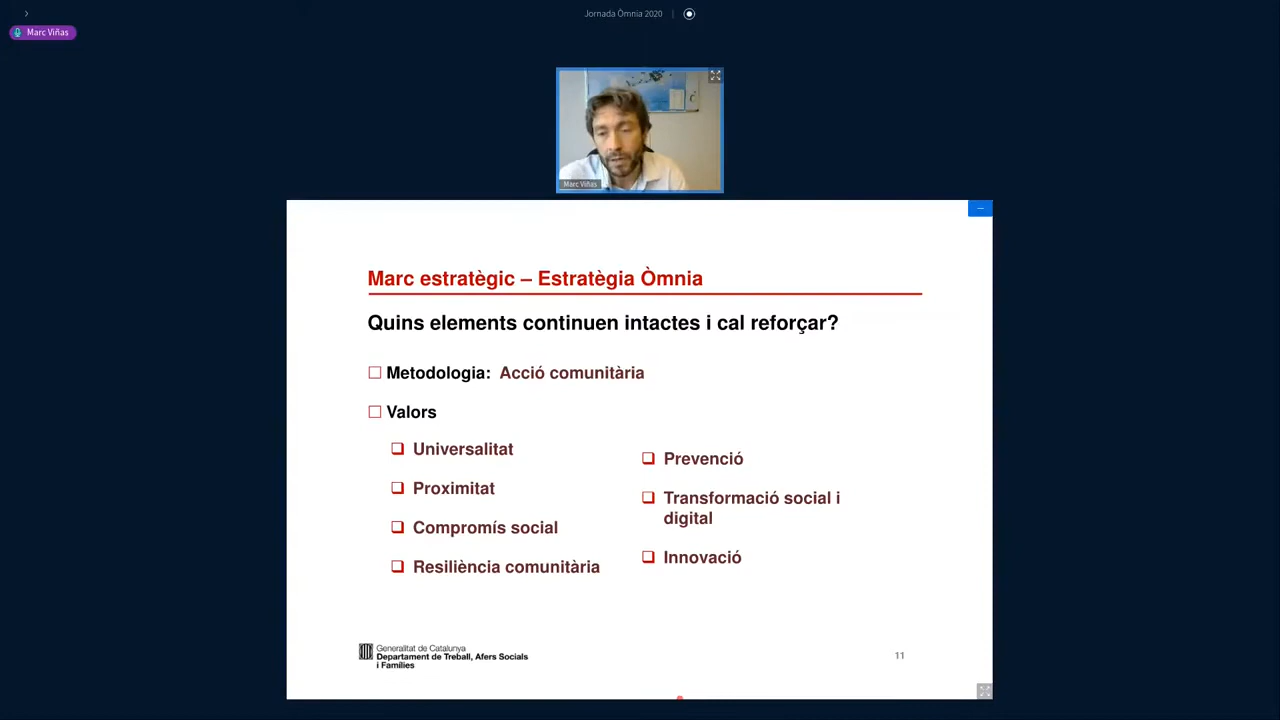 Jornada Òmnia 2020
Marc Viñas
Marc Viñas
Marc estratègic – Estratègia Òmnia
Quins elements continuen intactes i cal reforçar?
Metodologia: Acció comunitària
Valors
Universalitat
Proximitat
Compromís social
Resiliència comunitària
Prevenció
Transformació social i
digital
Innovació
Generalitat de Catalunya
Departament de Treball, Afers Socials
i Famílies
11